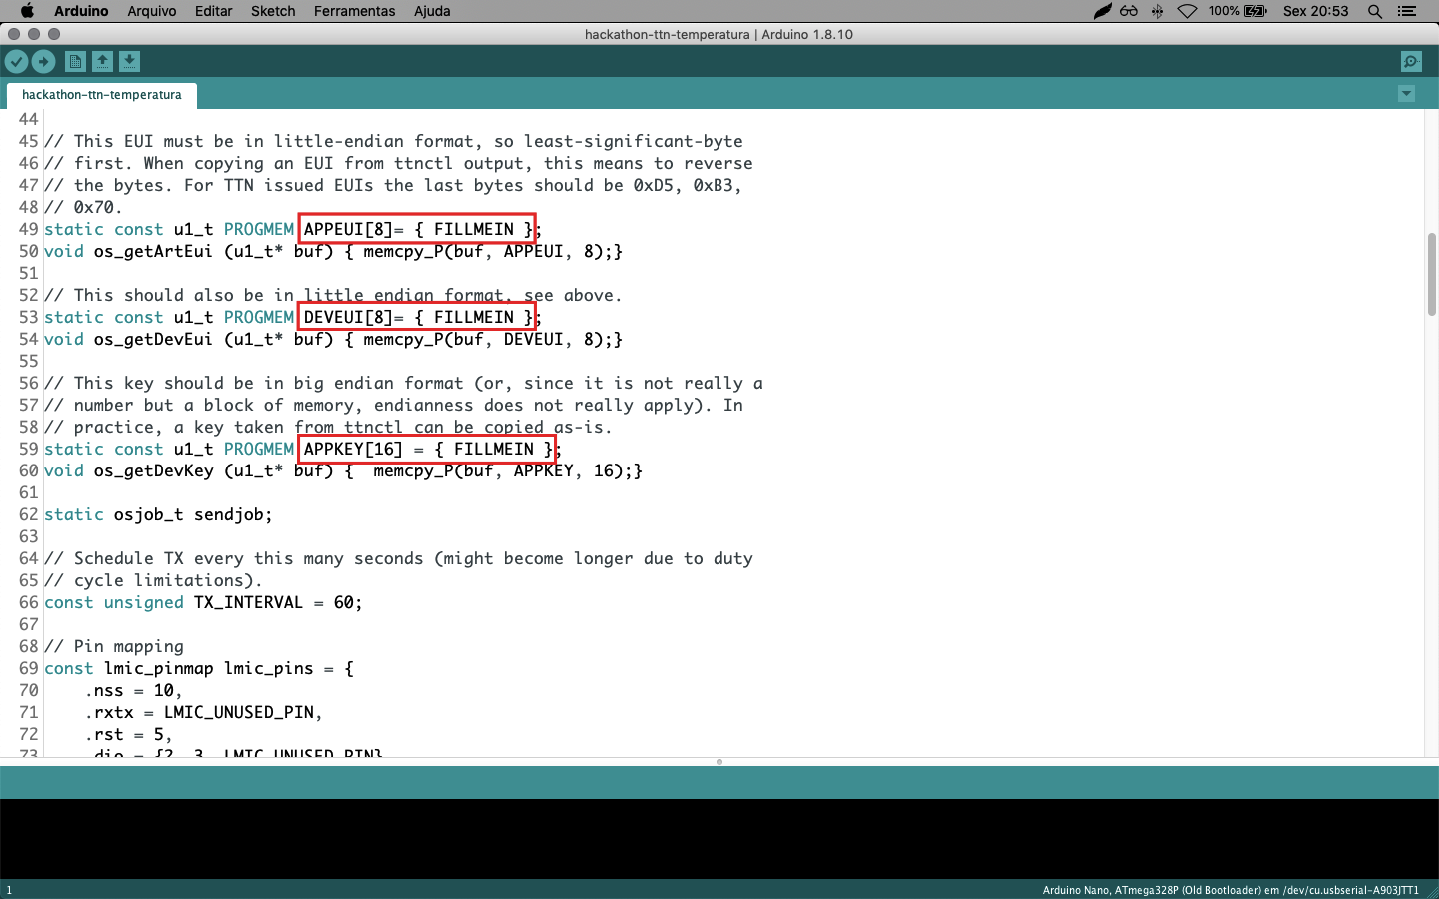 Arduino Arquivo Editar Sketch Ferramentas Ajuda 100% Sex 20:53
hackathon-ttn-temperatura | Arduino 1.8.10
hackathon-ttn-temperatura
44
45 // This EUI must be in little-endian format, so least-significant-byte
46 // first. When copying an EUI from ttnctl output, this means to reverse
47 // the bytes. For TTN issued EUIs the last bytes should be 0xD5, 0xB3,
48 // 0x70.
49 static const u1_t PROGMEM APPEUI[8]= { FILLMEIN };
50 void os_getArtEui (u1_t* buf) { memcpy_P(buf, APPEUI, 8);}
51
52 // This should also be in little endian format, see above.
53 static const u1_t PROGMEM DEVEUI[8]= { FILLMEIN };
54 void os_getDevEui (u1_t* buf) { memcpy_P(buf, DEVEUI, 8);}
55
56 // This key should be in big endian format (or, since it is not really a
57 // number but a block of memory, endianness does not really apply). In
58 // practice, a key taken from ttnctl can be copied as-is.
59 static const u1_t PROGMEM APPKEY[16] = { FILLMEIN };
60 void os_getDevKey (u1_t* buf) {  memcpy_P(buf, APPKEY, 16);}
61
62 static osjob_t sendjob;
63
64 // Schedule TX every this many seconds (might become longer due to duty
65 // cycle limitations).
66 const unsigned TX_INTERVAL = 60;
67
68 // Pin mapping
69 const lmic_pinmap lmic_pins = {
70     .nss = 10,
71     .rxtx = LMIC_UNUSED_PIN,
72     .rst = 5,
73     .dio = {2, 3, LMIC_UNUSED_PIN},
1 Arduino Nano, ATmega328P (Old Bootloader) em /dev/cu.usbserial-A903JTT1